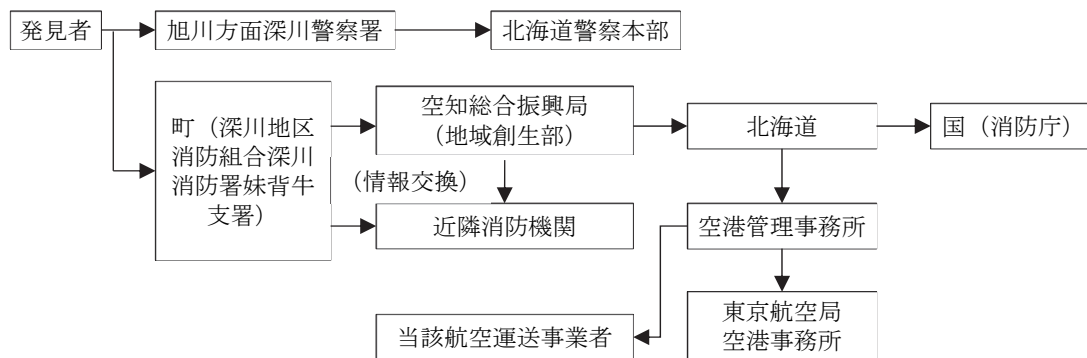 発見者
旭川方面深川警察署
北海道警察本部
町（深川地区
消防組合深川
消防署妹背牛
支署）
空知総合振興局
（地域創生部）
北海道
国（消防庁）
（情報交換）
近隣消防機関
空港管理事務所
当該航空運送事業者
東京航空局
空港事務所